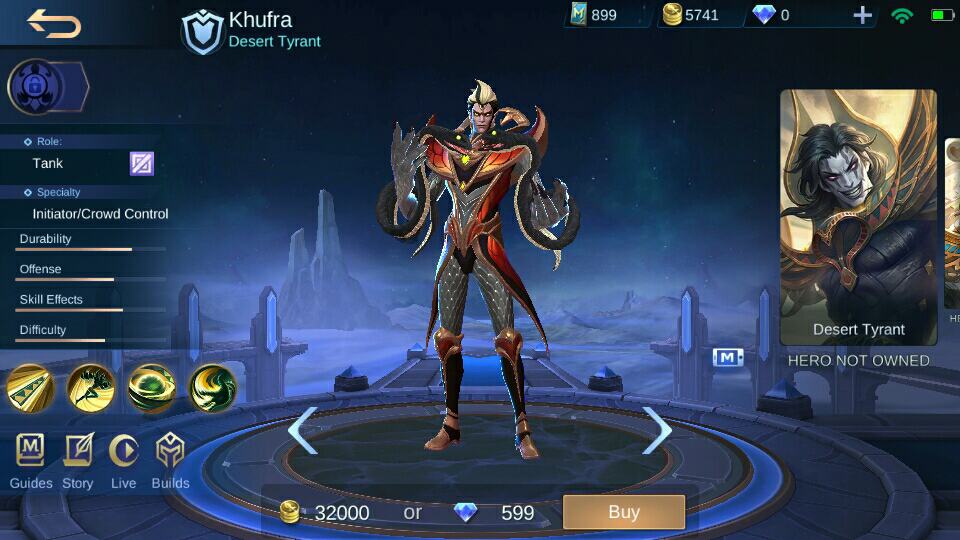 Khufra
Desert Tyrant
899
5741
0
Role:
Tank
Specialty
Initiator/Crowd Control
Durability
Offense
Skill Effects
Difficulty
M
Guides
Story
Live
Builds
M
Desert Tyrant
HERO NOT OWNED
32000 or 599
Buy